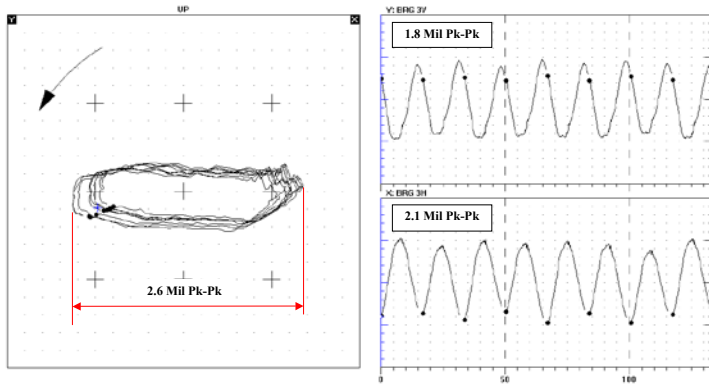 UP
Y
X
2.6 Mil Pk-Pk
Y: BRG 3V
1.8 Mil Pk-Pk
X: BRG 3H
2.1 Mil Pk-Pk
0
50
100